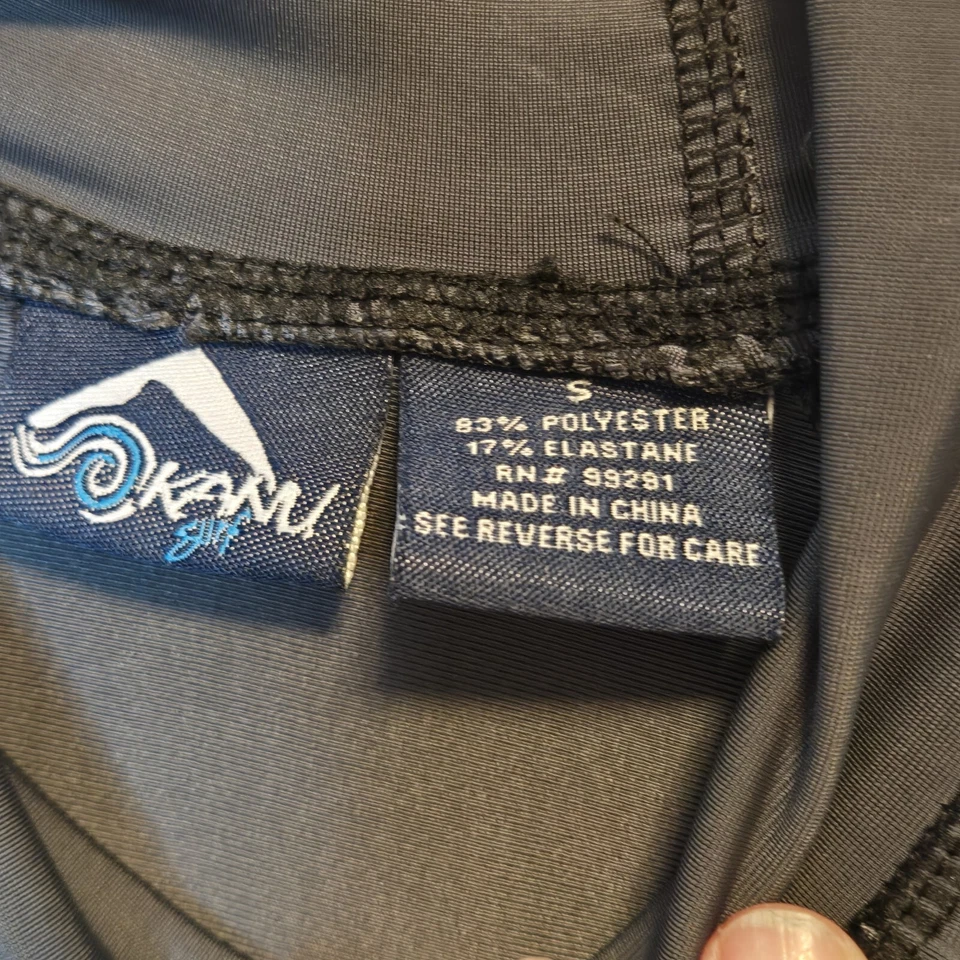 KANU
surf
S
83% POLYESTER
17% ELASTANE
RN# 99291
MADE IN CHINA
SEE REVERSE FOR CARE